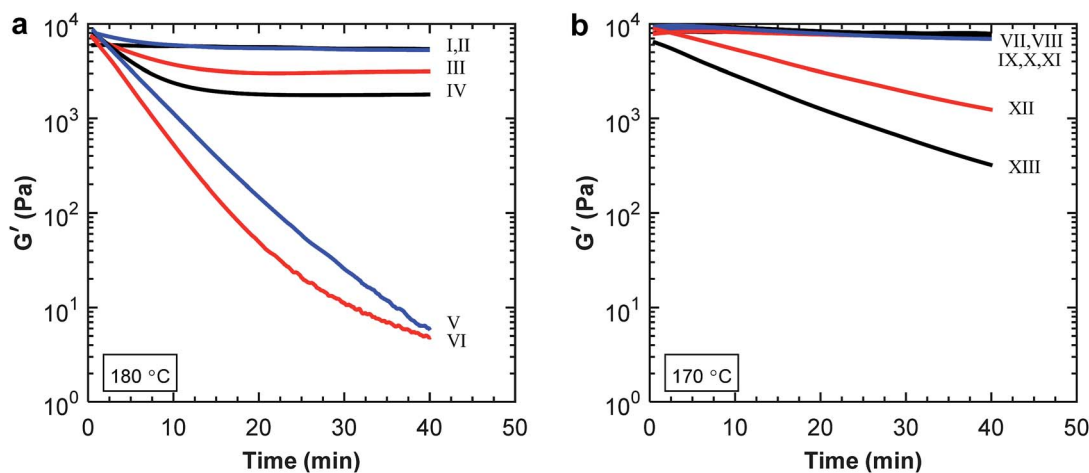 a
G′ (Pa)
10⁴
10³
10²
10¹
10⁰
I,II
III
IV
V
VI
180 °C
0 10 20 30 40 50
Time (min)
b
G′ (Pa)
10⁴
10³
10²
10¹
10⁰
VII,VIII
IX,X,XI
XII
XIII
170 °C
0 10 20 30 40 50
Time (min)